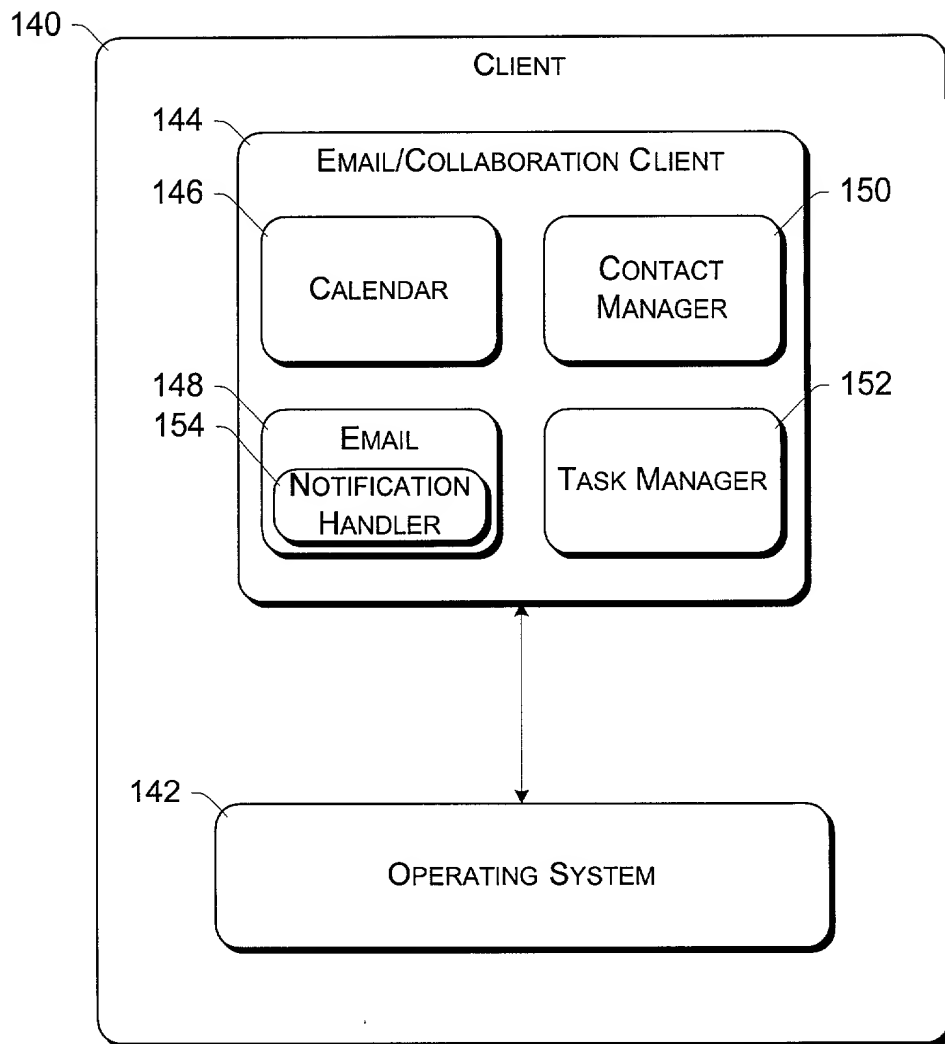 140
CLIENT
144
EMAIL/COLLABORATION CLIENT
146
150
CALENDAR
CONTACT
MANAGER
148
152
154
EMAIL
NOTIFICATION
HANDLER
TASK MANAGER
142
OPERATING SYSTEM